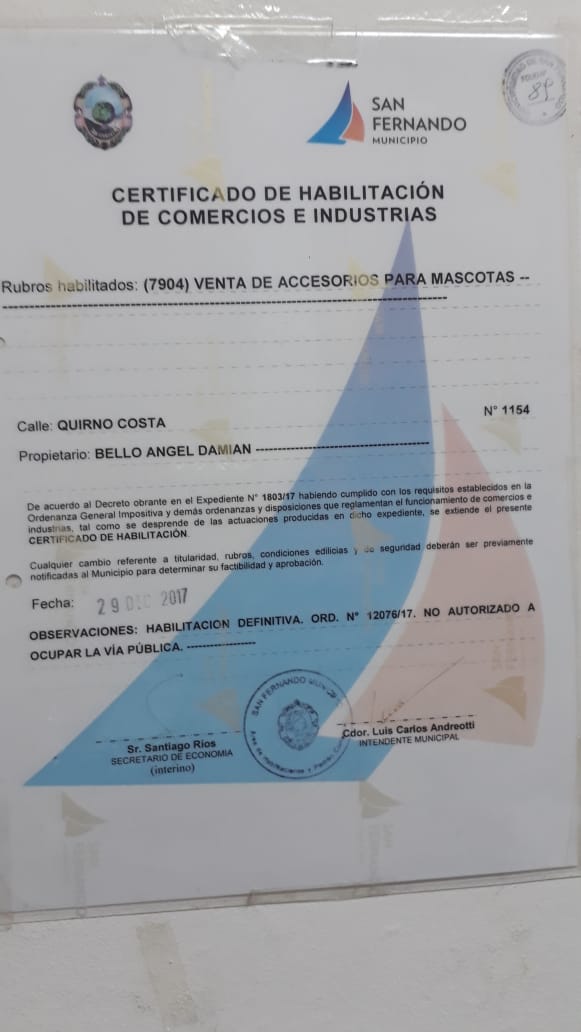 SAN
FERNANDO
MUNICIPIO
FOLIO
89
CERTIFICADO DE HABILITACIÓN
DE COMERCIOS E INDUSTRIAS
Rubros habilitados: (7904) VENTA DE ACCESORIOS PARA MASCOTAS --
Calle: QUIRNO COSTA N° 1154
Propietario: BELLO ANGEL DAMIAN
De acuerdo al Decreto obrante en el Expediente N° 1803/17 habiendo cumplido con los requisitos establecidos en la
Ordenanza General Impositiva y demás ordenanzas y disposiciones que reglamentan el funcionamiento de comercios e
industrias, tal como se desprende de las actuaciones producidas en dicho expediente, se extiende el presente
CERTIFICADO DE HABILITACIÓN.
Cualquier cambio referente a titularidad, rubros, condiciones edilicias y de seguridad deberán ser previamente
notificadas al Municipio para determinar su factibilidad y aprobación.
Fecha: 29 DIC 2017
OBSERVACIONES: HABILITACION DEFINITIVA. ORD. N° 12076/17. NO AUTORIZADO A
OCUPAR LA VÍA PÚBLICA. -----------------
SAN FERNANDO
Sr. Santiago Ríos
SECRETARIO DE ECONOMIA
(interino)
Cdor. Luis Carlos Andreotti
INTENDENTE MUNICIPAL